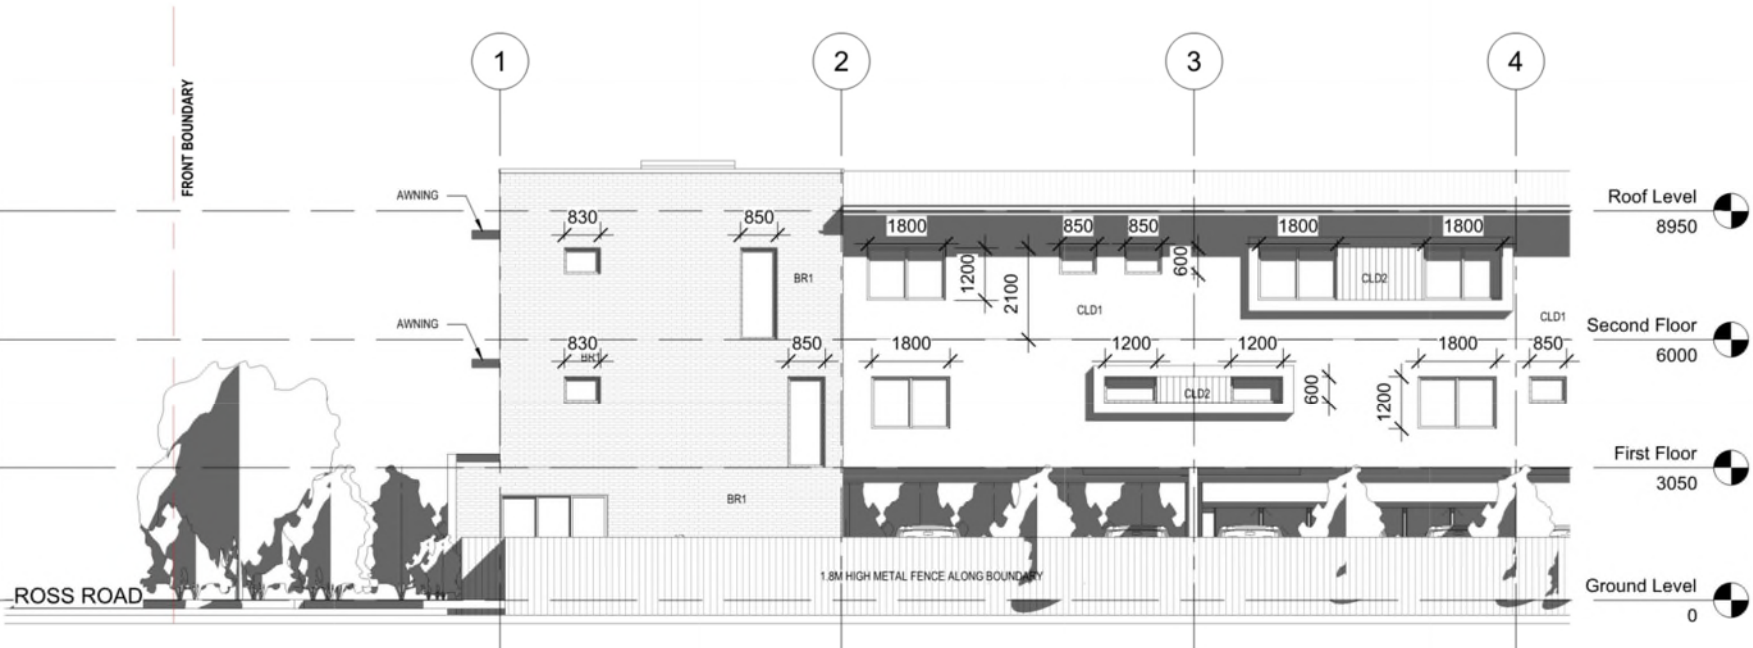 1
2
3
4
FRONT BOUNDARY
AWNING
Roof Level
8950
830
850
1800
850
850
1800
1800
1200
2100
600
BR1
CLD2
CLD1
CLD1
AWNING
Second Floor
6000
830
BR1
850
1800
1200
1200
1800
850
CLD2
600
1200
First Floor
3050
BR1
1.8M HIGH METAL FENCE ALONG BOUNDARY
ROSS ROAD
Ground Level
0